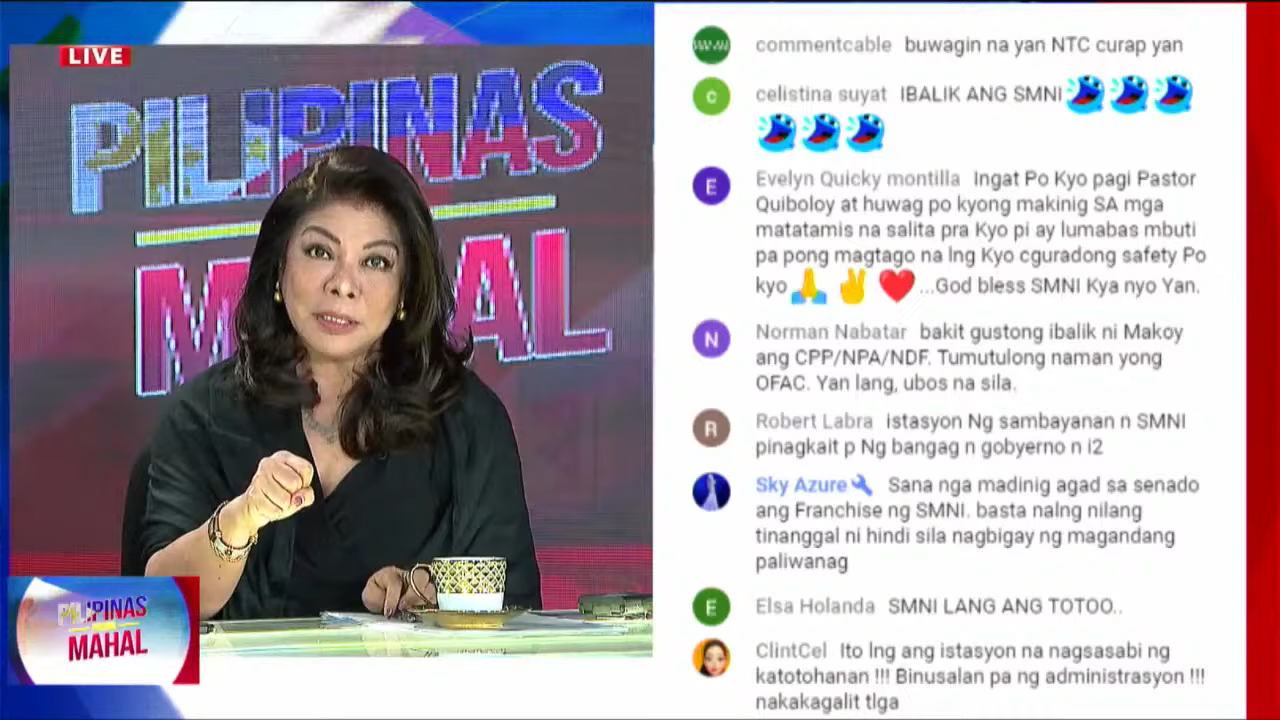 LIVE
PILIPINAS
MAHAL
PILIPINAS
MAHAL
commentcable buwagin na yan NTC curap yan
celistina suyat IBALIK ANG SMNI
Evelyn Quicky montilla Ingat Po Kyo pagi Pastor
Quiboloy at huwag po kyong makinig SA mga
matatamis na salita pra Kyo pi ay lumabas mbuti
pa pong magtago na lng Kyo cguradong safety Po
kyo 🙏 ✌️ ❤️ ...God bless SMNI Kya nyo Yan.
Norman Nabatar bakit gustong ibalik ni Makoy
ang CPP/NPA/NDF. Tumutulong naman yong
OFAC. Yan lang, ubos na sila.
Robert Labra istasyon Ng sambayanan n SMNI
pinagkait p Ng bangag n gobyerno n i2
Sky Azure Sana nga madinig agad sa senado
ang Franchise ng SMNI. basta nalng nilang
tinanggal ni hindi sila nagbigay ng magandang
paliwanag
Elsa Holanda SMNI LANG ANG TOTOO..
ClintCel Ito lng ang istasyon na nagsasabi ng
katotohanan !!! Binusalan pa ng administrasyon !!!
nakakagalit tlga
C
E
N
R
E